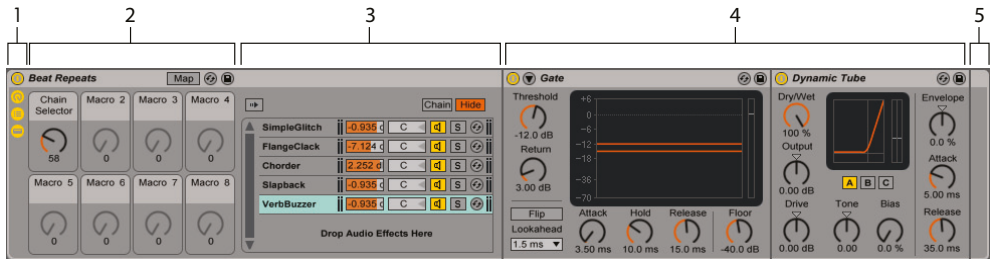 1 2 3 4 5
Beat Repeats Map
Chain Selector Macro 2 Macro 3 Macro 4
58 0 0 0
Macro 5 Macro 6 Macro 7 Macro 8
0 0 0 0
Chain Hide
SimpleGlitch -0.935 C S
FlangeClack -7.124 C S
Chorder 2.252 d C S
Slapback -0.935 C S
VerbBuzzer -0.935 C S
Drop Audio Effects Here
Gate
Threshold
-12.0 dB
Return
3.00 dB
Flip
Lookahead
1.5 ms
+6
0
-6
-12
-18
-36
-70
Attack Hold Release Floor
3.50 ms 10.0 ms 15.0 ms -40.0 dB
Dynamic Tube
Dry/Wet
100 %
Output
0.00 dB
A B C
Drive Tone Bias
0.00 dB 0.00 0.0 %
Envelope
0.0 %
Attack
5.00 ms
Release
35.0 ms